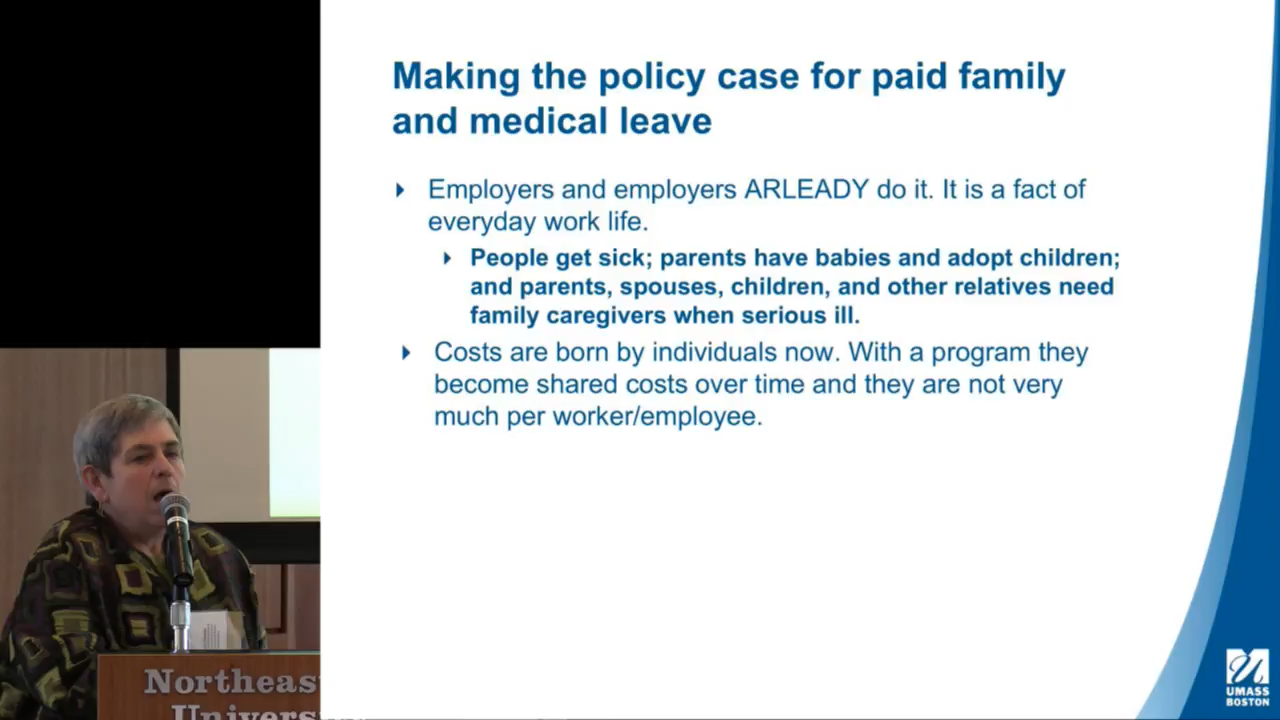 Making the policy case for paid family
and medical leave
Employers and employers ARLEADY do it. It is a fact of
everyday work life.
People get sick; parents have babies and adopt children;
and parents, spouses, children, and other relatives need
family caregivers when serious ill.
Costs are born by individuals now. With a program they
become shared costs over time and they are not very
much per worker/employee.
Northeas
Universi
UMASS
BOSTON